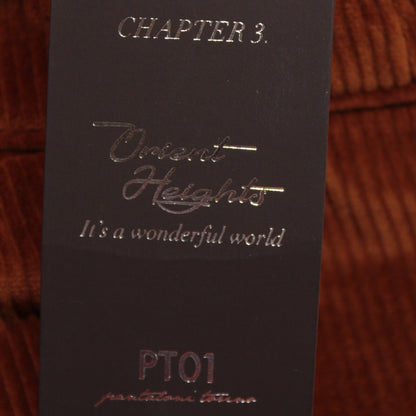 CHAPTER 3.
Orient
Heights
It's a wonderful world
PT01
pantaloni torino